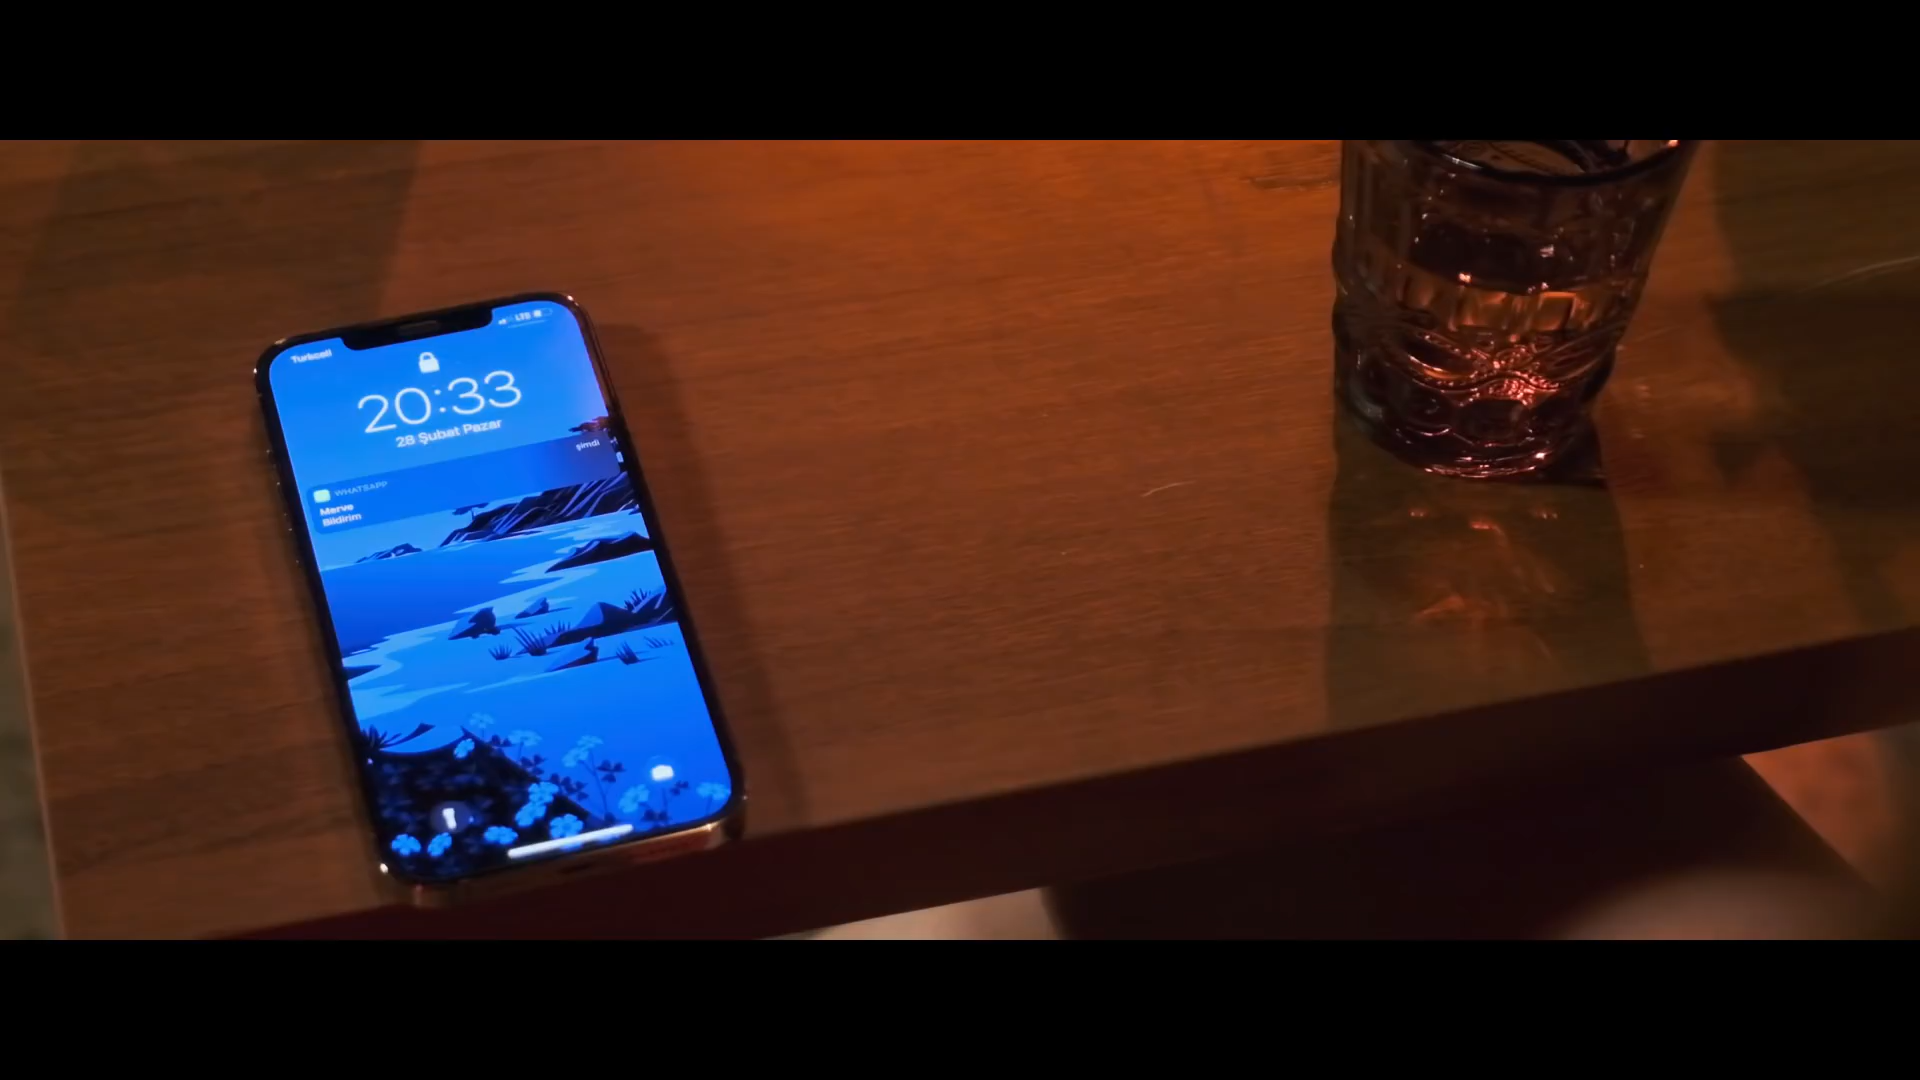 Turkcell
LTE
20:33
28 Şubat Pazar
şimdi
WHATSAPP
Merve
Bildirim